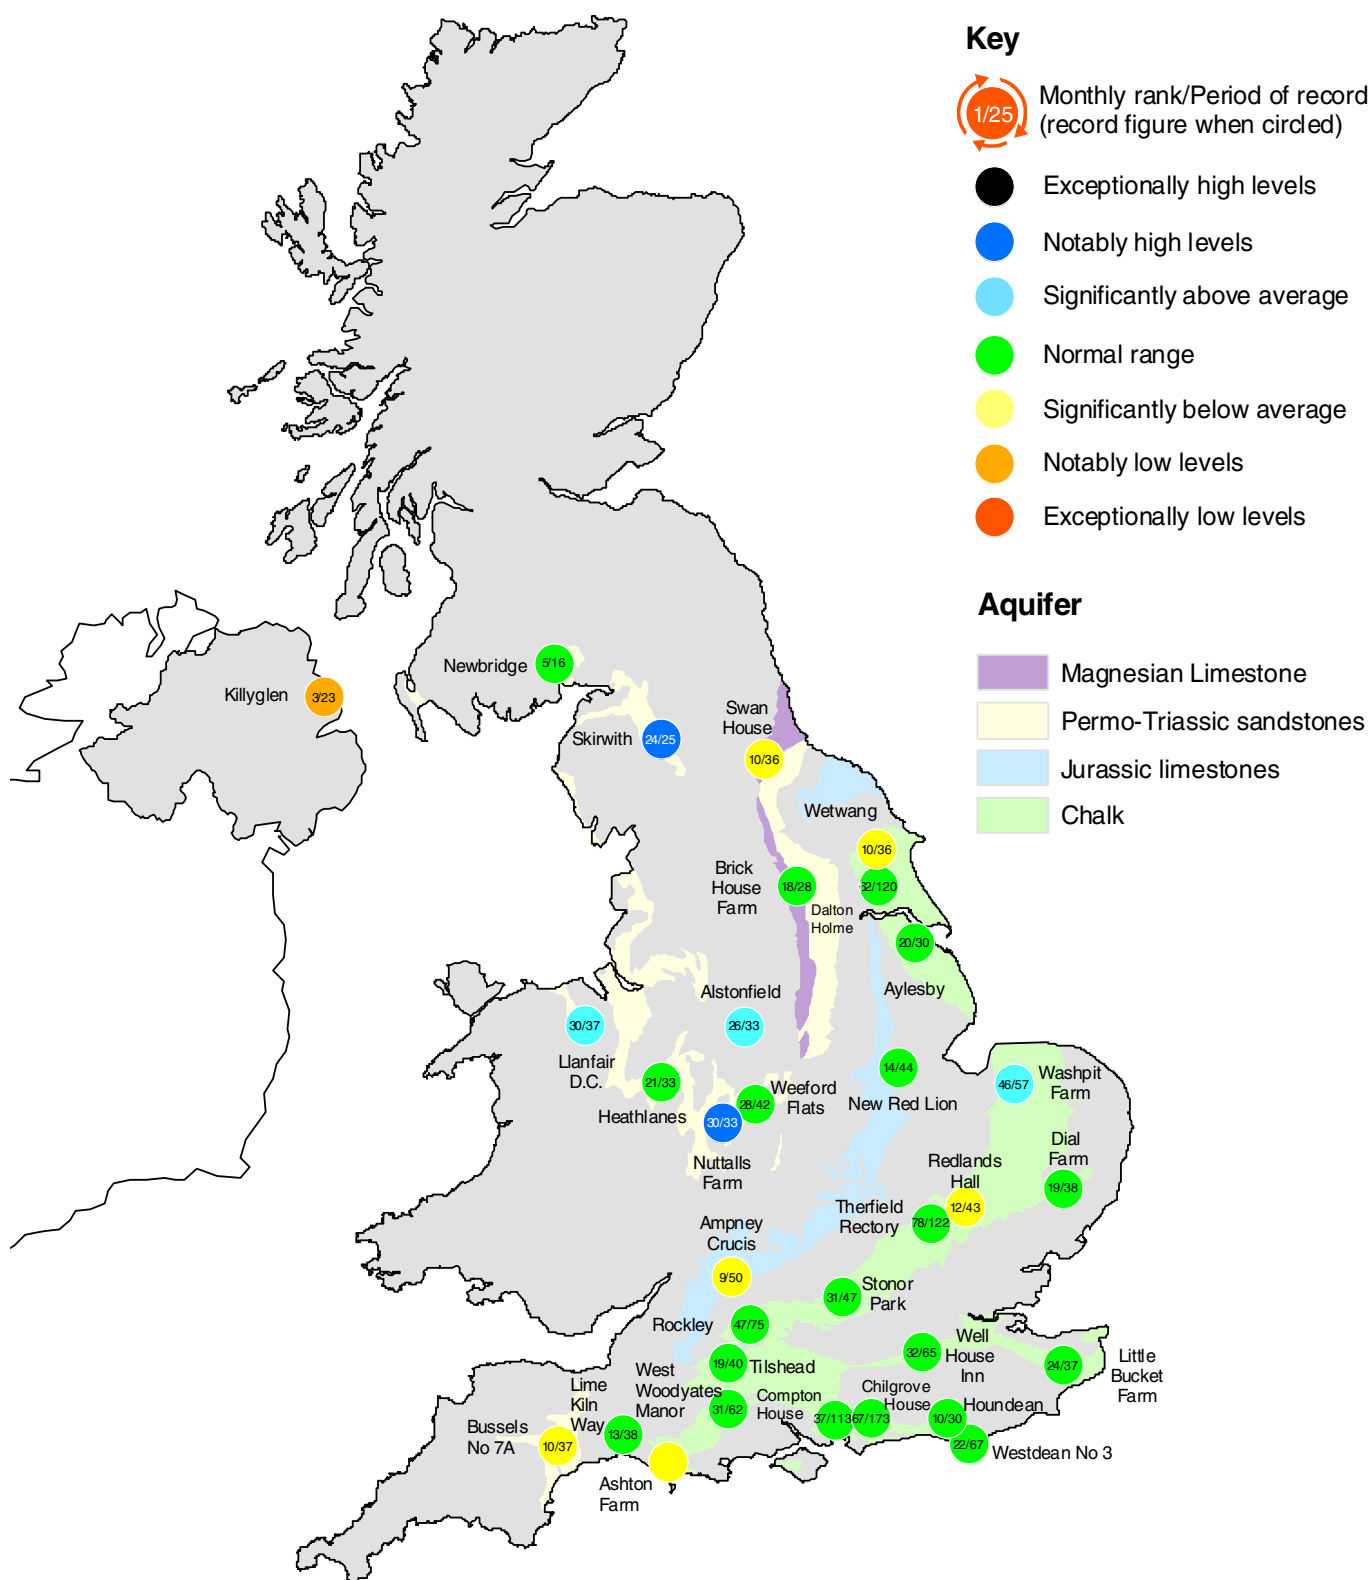 Key
1/25
Monthly rank/Period of record
(record figure when circled)
Exceptionally high levels
Notably high levels
Significantly above average
Normal range
Significantly below average
Notably low levels
Exceptionally low levels
Aquifer
Magnesian Limestone
Permo-Triassic sandstones
Jurassic limestones
Chalk
Newbridge
5/16
Killyglen
3/23
Skirwith
24/25
Swan
House
10/36
Wetwang
10/36
Brick
House
Farm
18/28
62/120
Dalton
Holme
20/30
Aylesby
Alstonfield
26/33
30/37
Llanfair
D.C.
21/33
Heathlanes
Weeford
Flats
28/42
30/33
Nuttalls
Farm
14/44
New Red Lion
46/57
Washpit
Farm
Dial
Farm
19/38
Redlands
Hall
12/43
Therfield
Rectory
78/122
Ampney
Crucis
9/50
Stonor
Park
31/47
Rockley
47/75
19/40
Tilshead
32/65
Well
House
Inn
24/37
Little
Bucket
Farm
West
Woodyates
Manor
31/62
Compton
House
37/113
Chilgrove
House
67/173
Houndean
10/30
22/67
Westdean No 3
Lime
Kiln
Way
13/38
Bussels
No 7A
10/37
Ashton
Farm